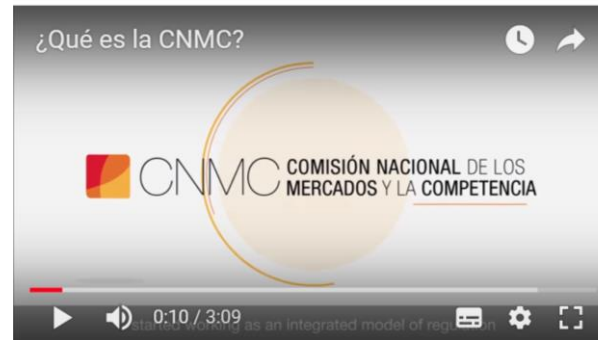 ¿Qué es la CNMC?
CNMC COMISIÓN NACIONAL DE LOS
MERCADOS Y LA COMPETENCIA
0:10 / 3:09
started working as an integrated model of regulation